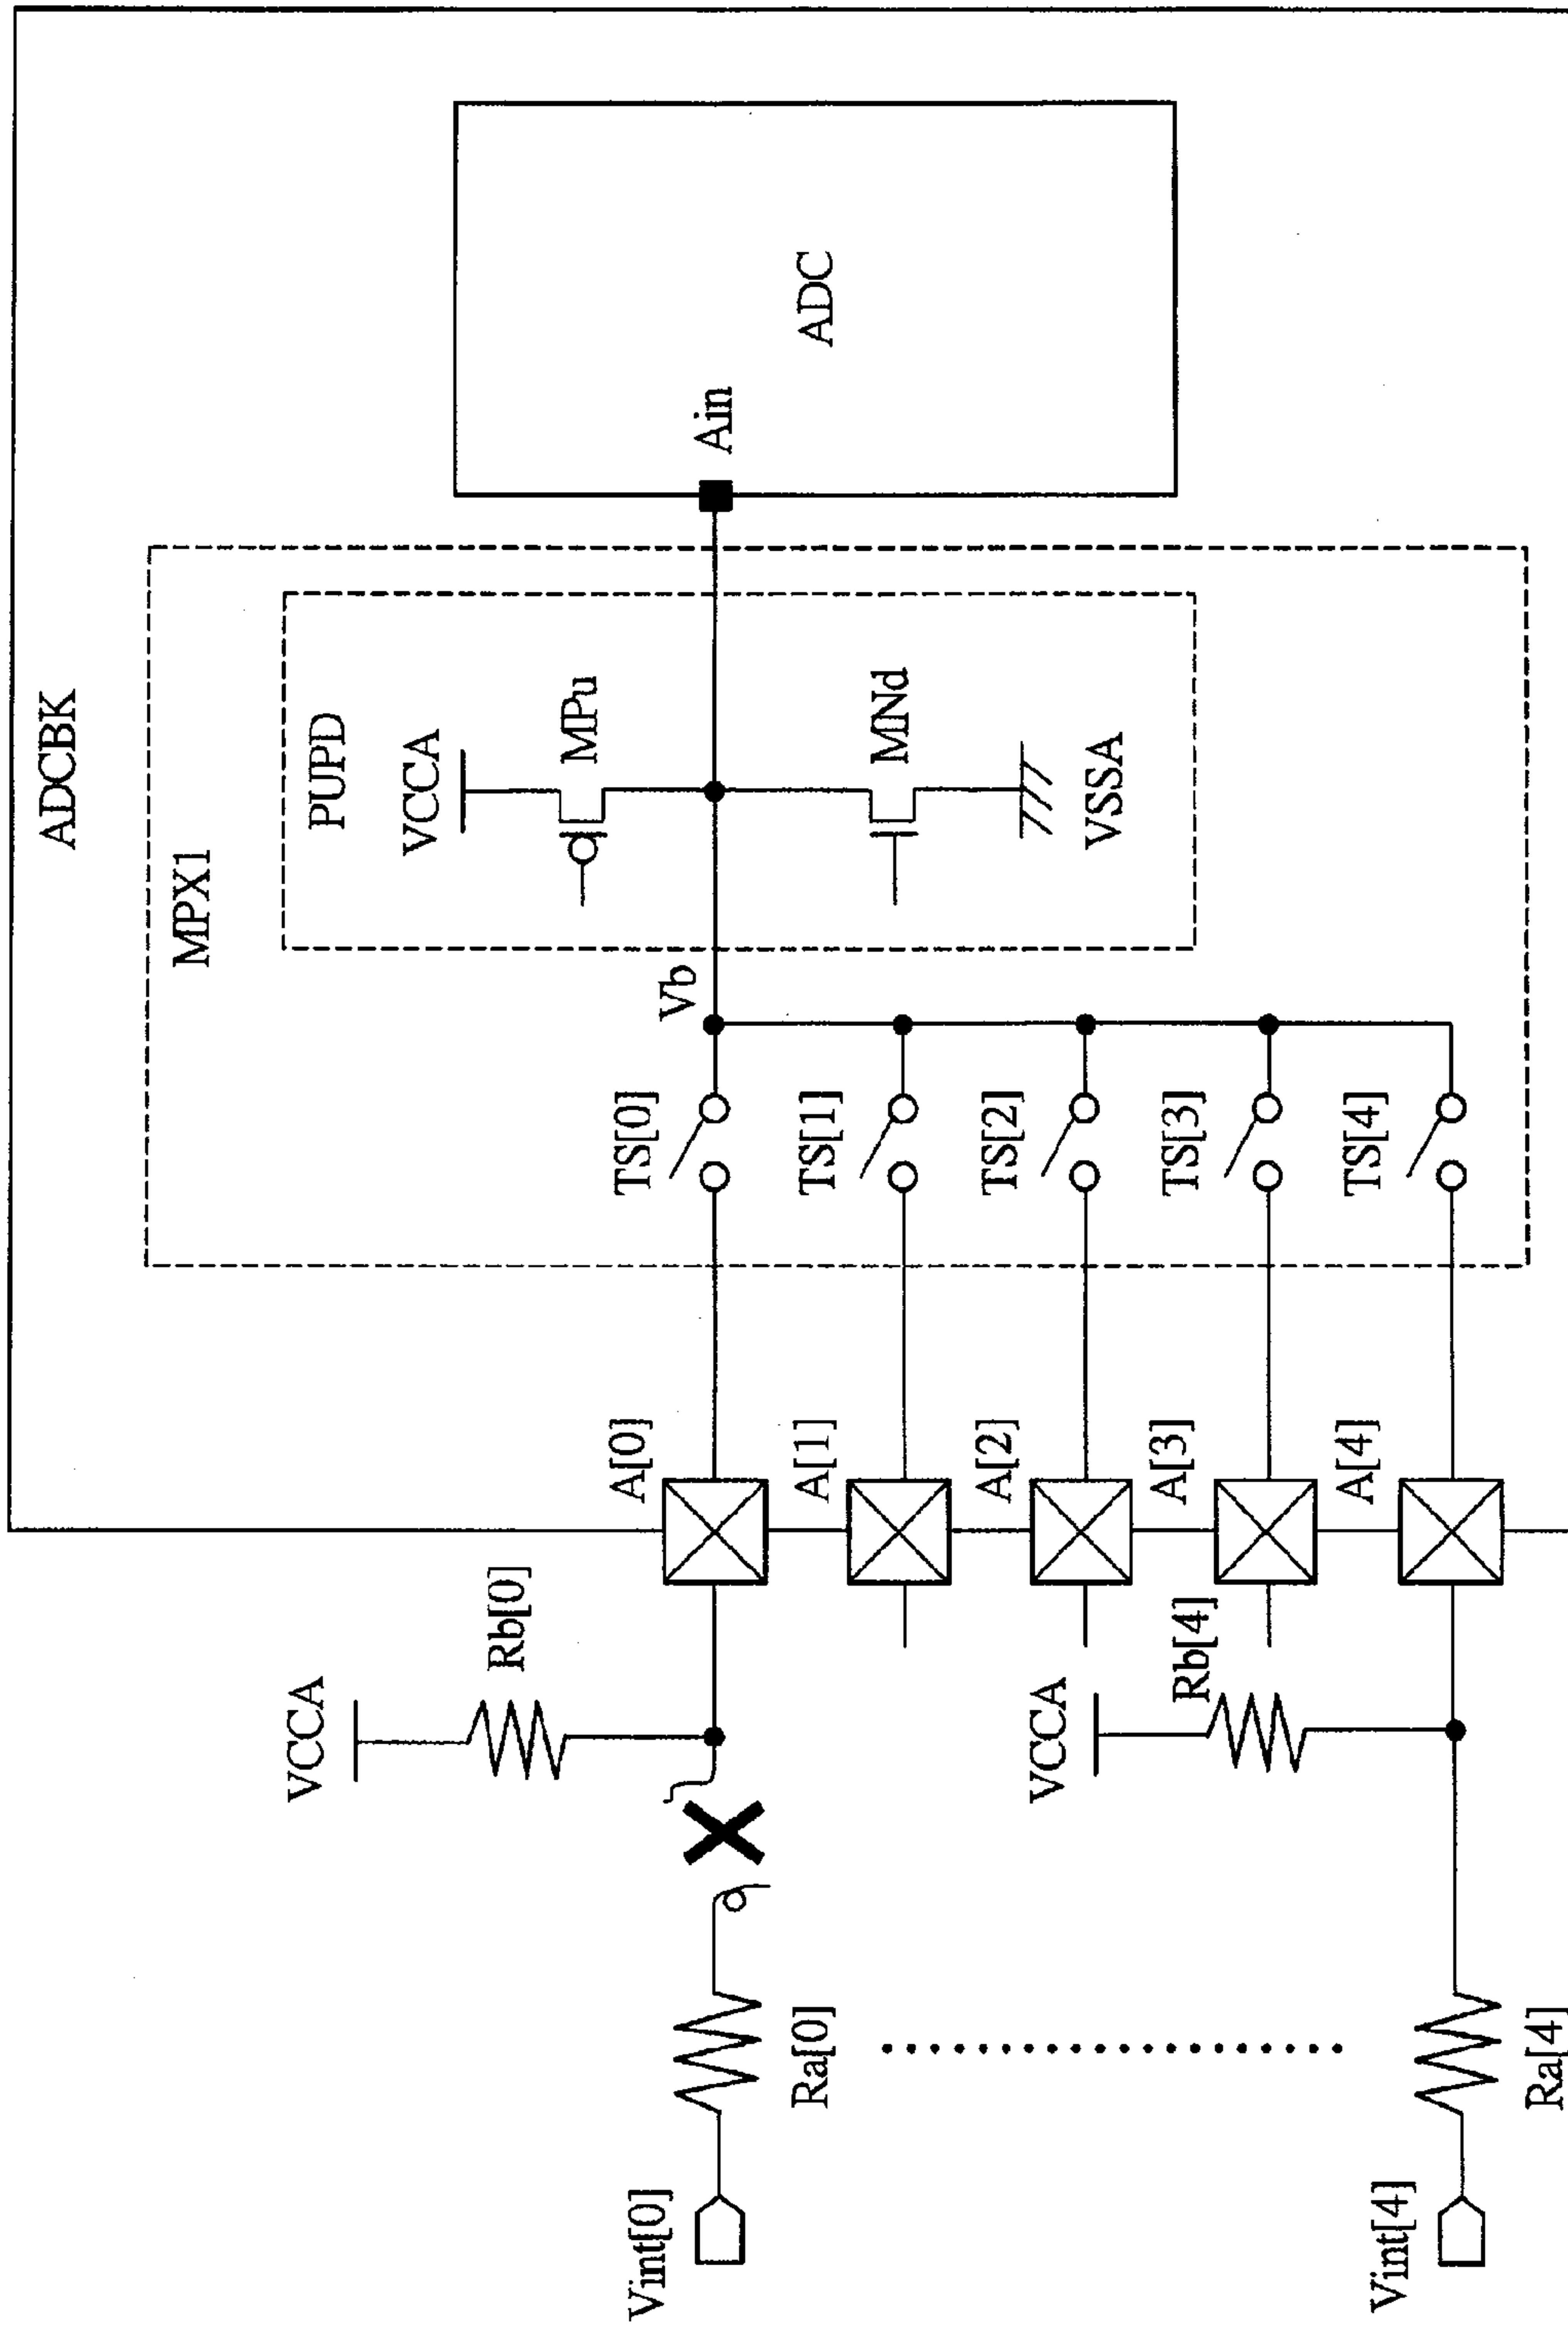 ADCBK
MPX1
PUPD
VCCA
MPu
MNd
VSSA
Vb
Ain
ADC
TS[0]
TS[1]
TS[2]
TS[3]
TS[4]
A[0]
A[1]
A[2]
A[3]
A[4]
VCCA
Rb[0]
VCCA
Rb[4]
Vint[0]
Ra[0]
Vint[4]
Ra[4]